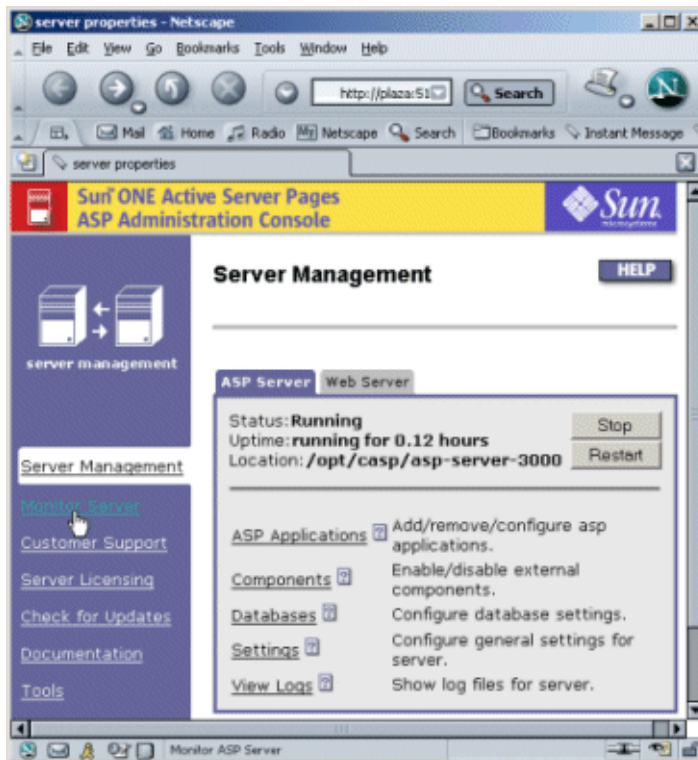 server properties - Netscape
File Edit View Go Bookmarks Tools Window Help
http://plaza:51 Search
Mail Home Radio My Netscape Search Bookmarks Instant Message
server properties
Sun ONE Active Server Pages
ASP Administration Console
Sun
microsystems
server management
Server Management
HELP
ASP Server Web Server
Status: Running
Uptime: running for 0.12 hours
Location: /opt/casp/asp-server-3000
Stop
Restart
Server Management
Monitor Server
Customer Support
Server Licensing
Check for Updates
Documentation
Tools
ASP Applications ? Add/remove/configure asp
applications.
Components ? Enable/disable external
components.
Databases ? Configure database settings.
Settings ? Configure general settings for
server.
View Logs ? Show log files for server.
Monitor ASP Server